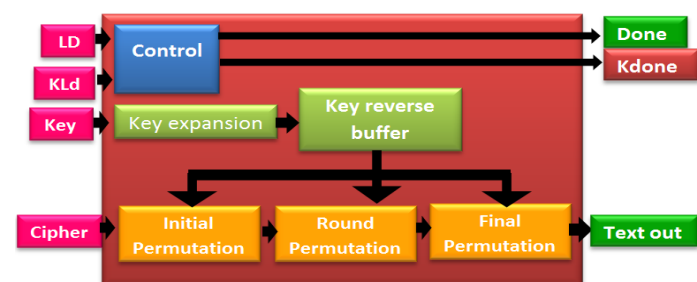 LD
Control
Done
KLd
Kdone
Key
Key expansion
Key reverse
buffer
Cipher
Initial
Permutation
Round
Permutation
Final
Permutation
Text out